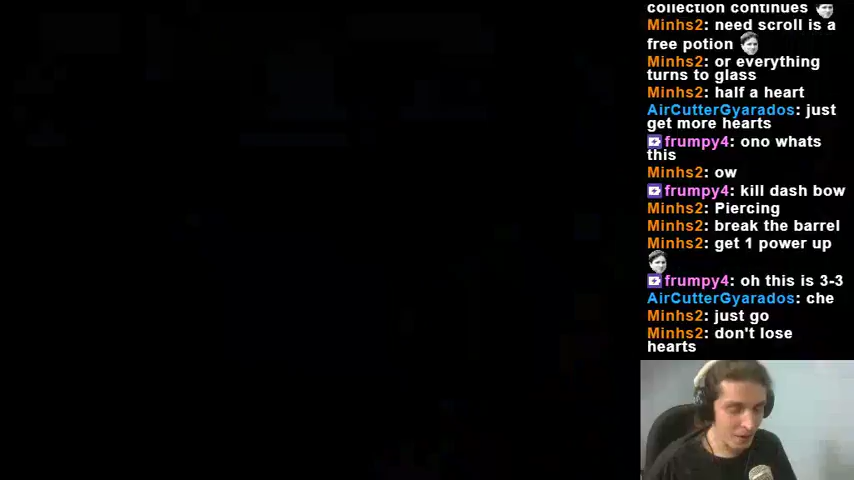 collection continues
Minhs2: need scroll is a
free potion
Minhs2: or everything
turns to glass
Minhs2: half a heart
AirCutterGyarados: just
get more hearts
frumpy4: ono whats
this
Minhs2: ow
frumpy4: kill dash bow
Minhs2: Piercing
Minhs2: break the barrel
Minhs2: get 1 power up
frumpy4: oh this is 3-3
AirCutterGyarados: che
Minhs2: just go
Minhs2: don't lose
hearts